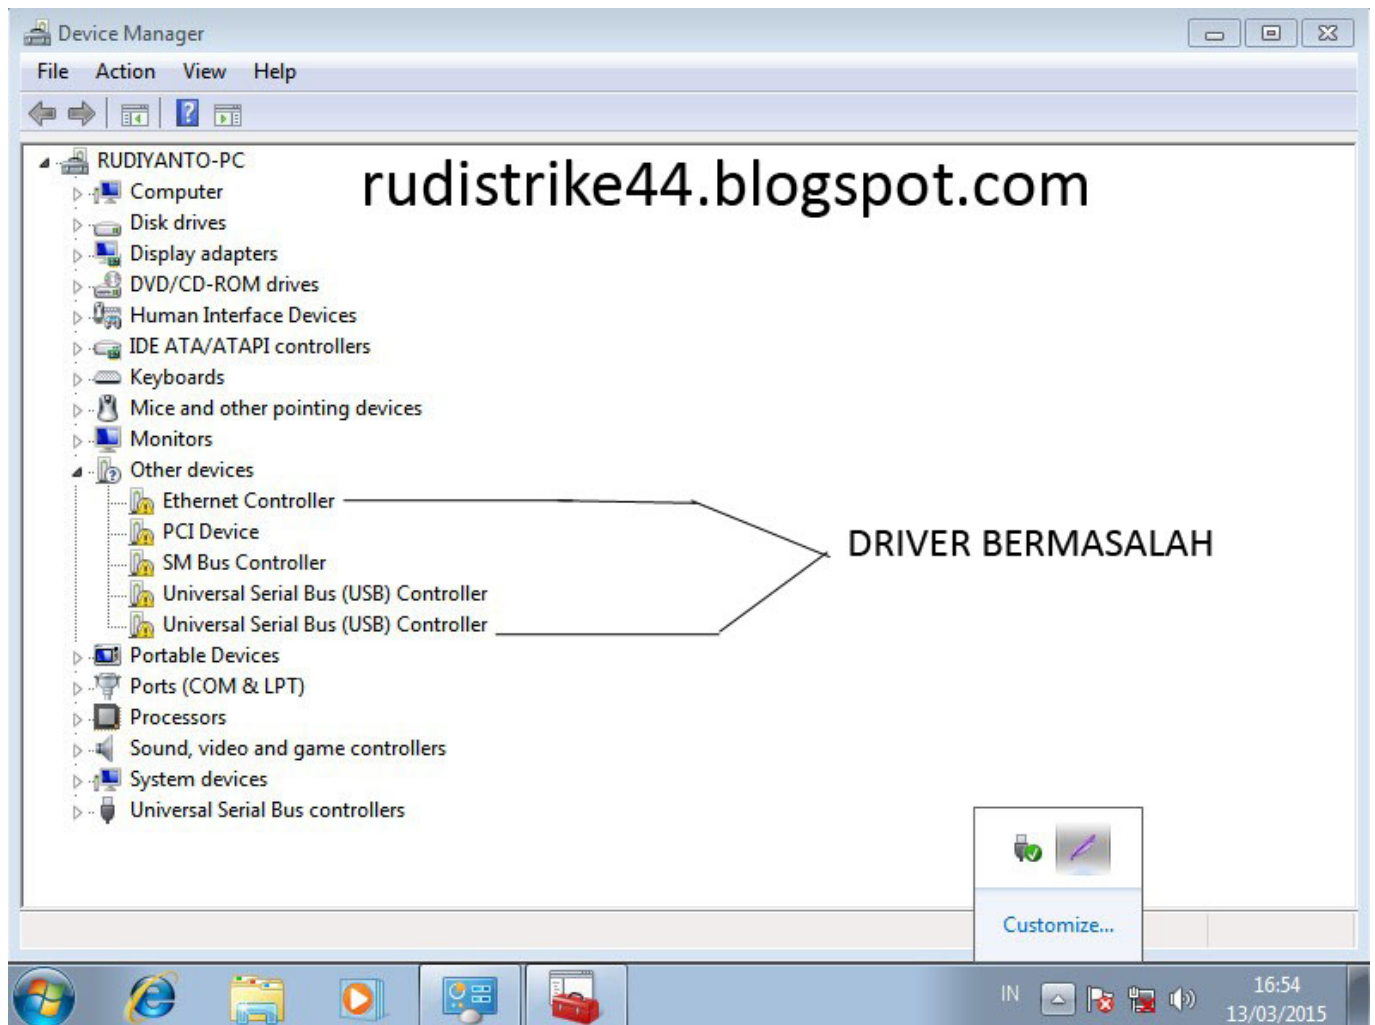 Device Manager
File Action View Help
RUDIYANTO-PC
rudistrike44.blogspot.com
Computer
Disk drives
Display adapters
DVD/CD-ROM drives
Human Interface Devices
IDE ATA/ATAPI controllers
Keyboards
Mice and other pointing devices
Monitors
Other devices
Ethernet Controller
PCI Device
DRIVER BERMASALAH
SM Bus Controller
Universal Serial Bus (USB) Controller
Universal Serial Bus (USB) Controller
Portable Devices
Ports (COM & LPT)
Processors
Sound, video and game controllers
System devices
Universal Serial Bus controllers
Customize...
IN
16:54
13/03/2015